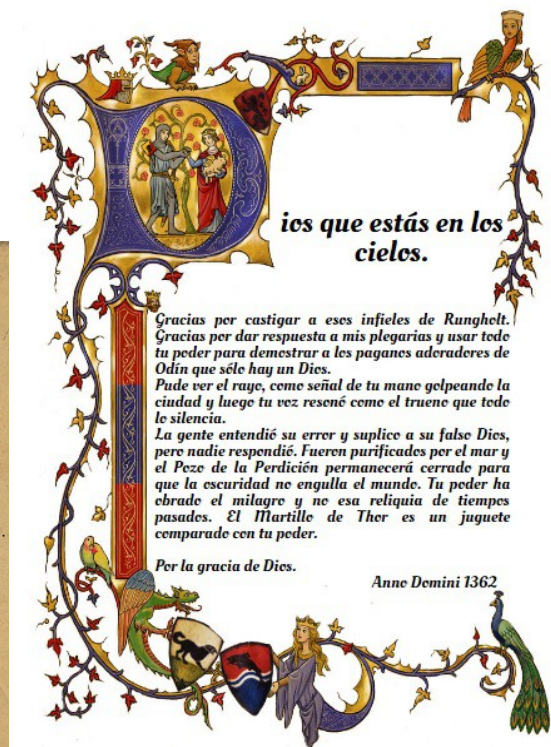 Dios que estás en los
cielos.
Gracias por castigar a esos infieles de Rungholt.
Gracias por dar respuesta a mis plegarias y usar todo
tu poder para demostrar a los paganos adoradores de
Odín que sólo hay un Dios.
Pude ver el rayo, como señal de tu mano golpeando la
ciudad y luego tu voz resonó como el trueno que todo
lo silencia.
La gente entendió su error y suplico a su falso Dios,
pero nadie respondió. Fueron purificados por el mar y
el Pozo de la Perdición permanecerá cerrado para
que la oscuridad no engulla el mundo. Tu poder ha
obrado el milagro y no esa reliquia de tiempos
pasados. El Martillo de Thor es un juguete
comparado con tu poder.
Por la gracia de Dios.
Anno Domini 1362